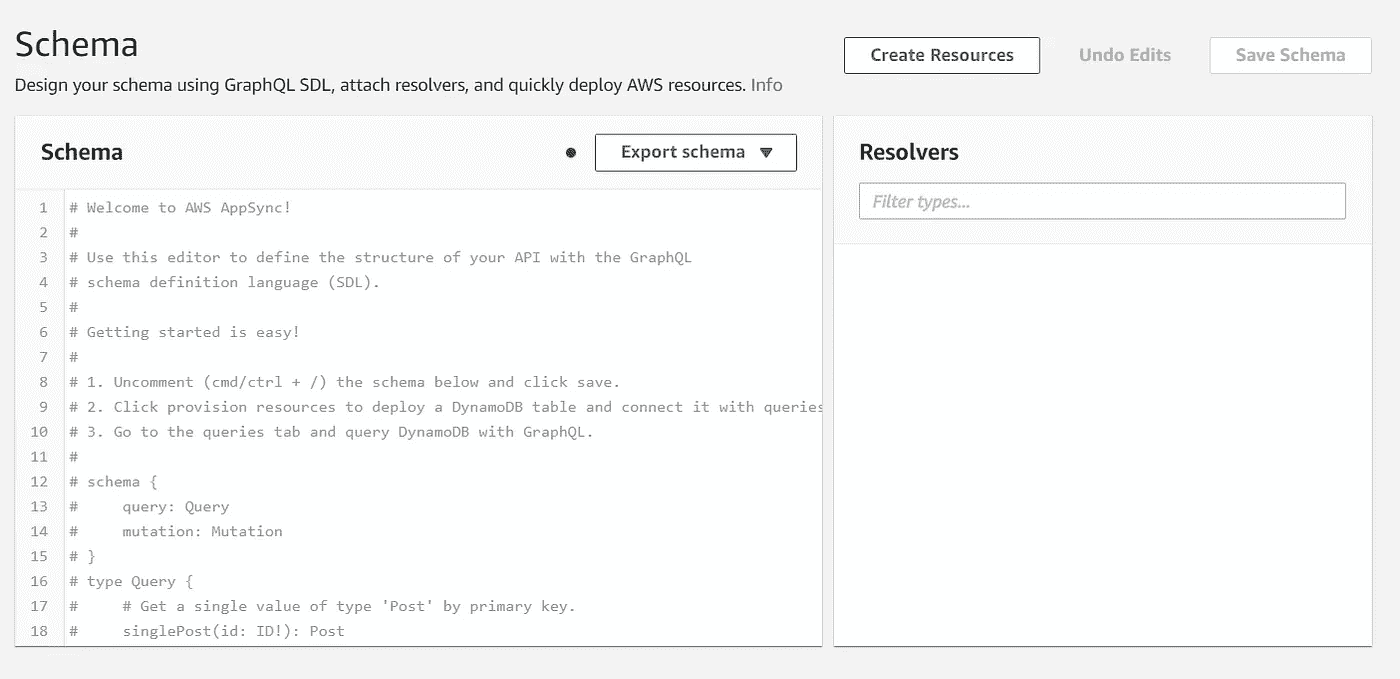 Schema
Create Resources
Undo Edits
Save Schema
Design your schema using GraphQL SDL, attach resolvers, and quickly deploy AWS resources. Info
Schema
Export schema
1 # Welcome to AWS AppSync!
2 #
3 # Use this editor to define the structure of your API with the GraphQL
4 # schema definition language (SDL).
5 #
6 # Getting started is easy!
7 #
8 # 1. Uncomment (cmd/ctrl + /) the schema below and click save.
9 # 2. Click provision resources to deploy a DynamoDB table and connect it with queries
10 # 3. Go to the queries tab and query DynamoDB with GraphQL.
11 #
12 # schema {
13 #     query: Query
14 #     mutation: Mutation
15 # }
16 # type Query {
17 #     # Get a single value of type 'Post' by primary key.
18 #     singlePost(id: ID!): Post
Resolvers
Filter types...